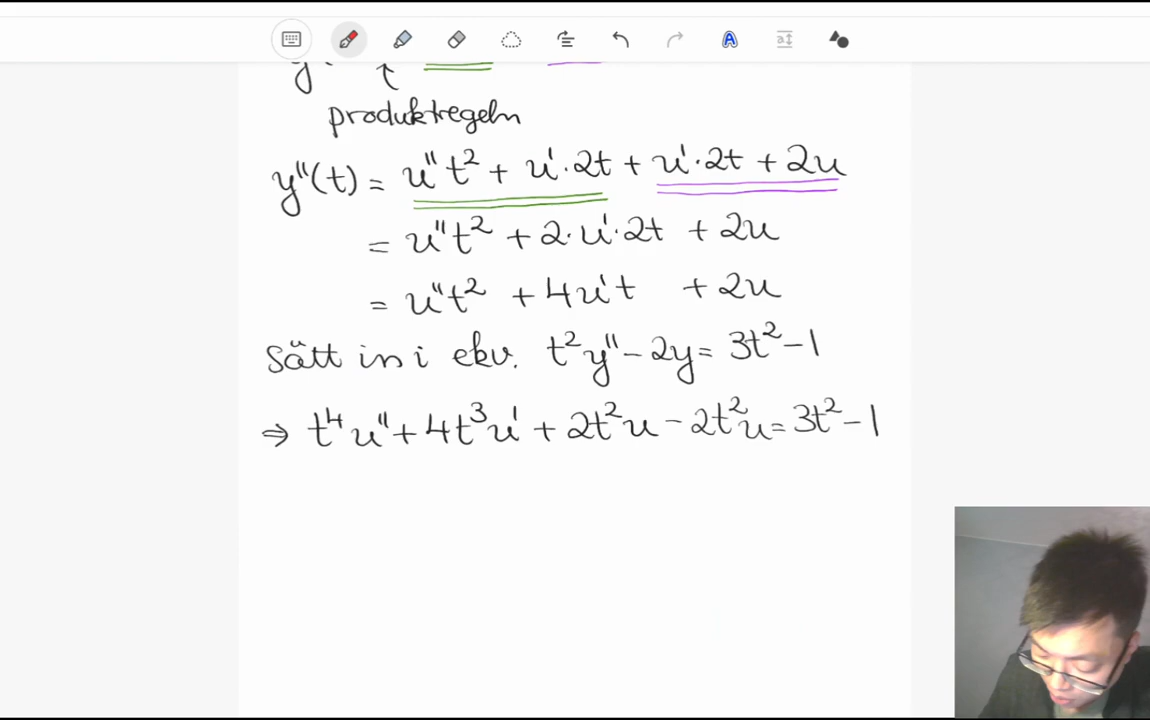 y' t
produktregeln
y''(t) = u''t² + u'·2t + u'·2t + 2u
= u''t² + 2·u'·2t + 2u
= u''t² + 4u't + 2u
Sätt in i ekv. t²y'' - 2y = 3t² - 1
⇒ t⁴u'' + 4t³u' + 2t²u - 2t²u = 3t² - 1